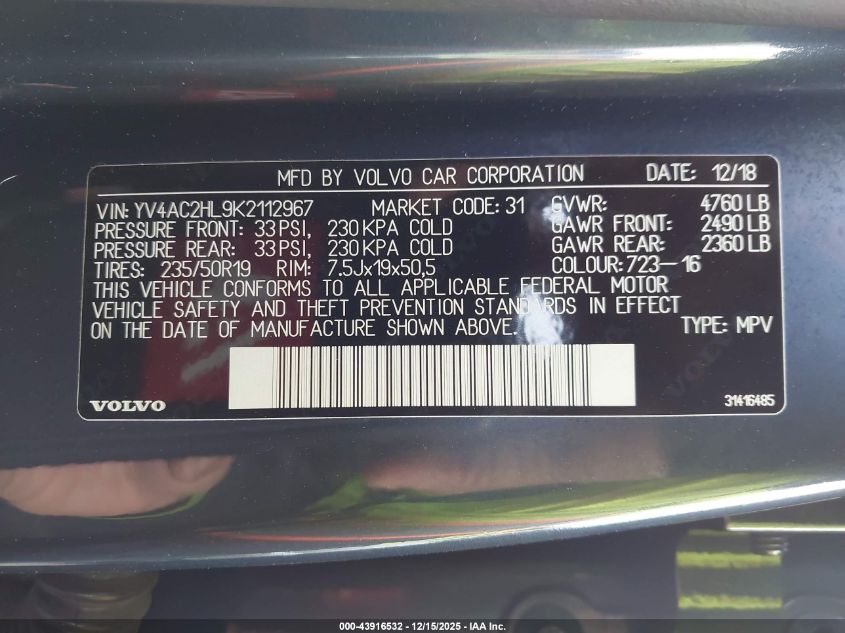 MFD BY VOLVO CAR CORPORATION DATE: 12/18
VIN: YV4AC2HL9K2112967 MARKET CODE: 31 GVWR: 4760 LB
PRESSURE FRONT: 33 PSI, 230 KPA COLD GAWR FRONT: 2490 LB
PRESSURE REAR: 33 PSI, 230 KPA COLD GAWR REAR: 2360 LB
TIRES: 235/50R19 RIM: 7.5Jx19x50,5 COLOUR:723-16
THIS VEHICLE CONFORMS TO ALL APPLICABLE FEDERAL MOTOR
VEHICLE SAFETY AND THEFT PREVENTION STANDARDS IN EFFECT
ON THE DATE OF MANUFACTURE SHOWN ABOVE. TYPE: MPV
VOLVO 31416485
000-43916532 - 12/15/2025 - IAA Inc.